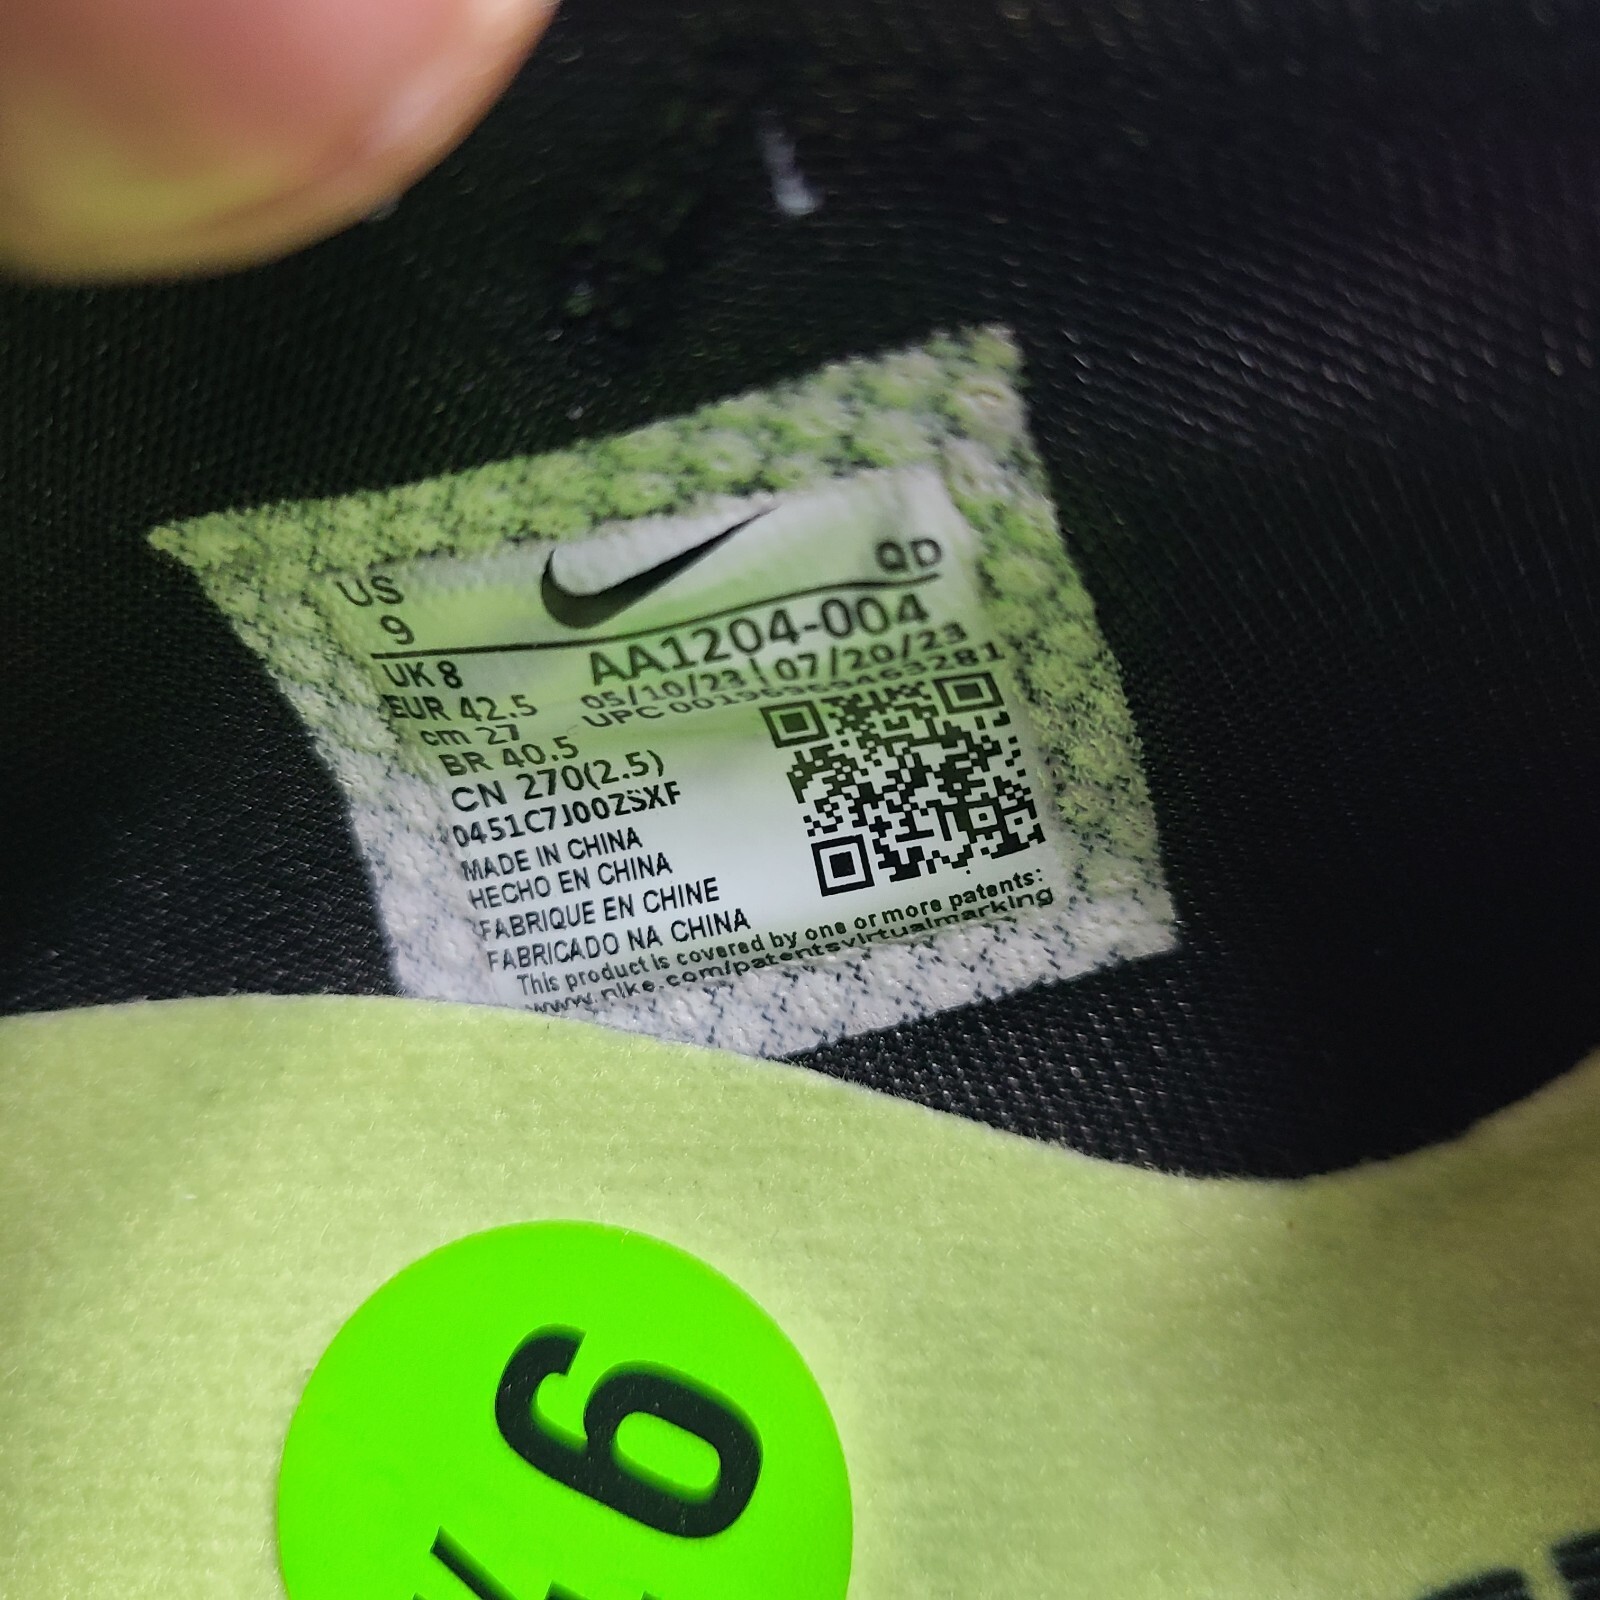 US
9
QD
AA1204-004
UK 8
05/10/23 | 07/20/23
EUR 42.5
UPC 00196969463281
cm 27
BR 40.5
CN 270(2.5)
0451C7J00ZSXF
MADE IN CHINA
HECHO EN CHINA
FABRIQUE EN CHINE
FABRICADO NA CHINA
This product is covered by one or more patents:
www.nike.com/patentsvirtualmarking
9